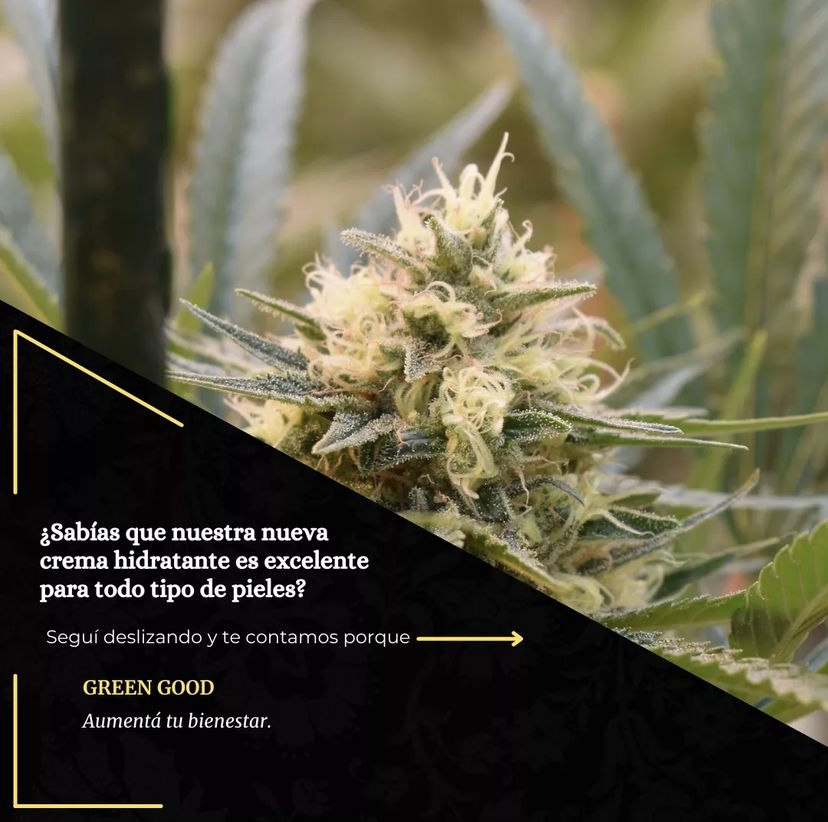 ¿Sabías que nuestra nueva
crema hidratante es excelente
para todo tipo de pieles?
Seguí deslizando y te contamos porque
GREEN GOOD
Aumentá tu bienestar.